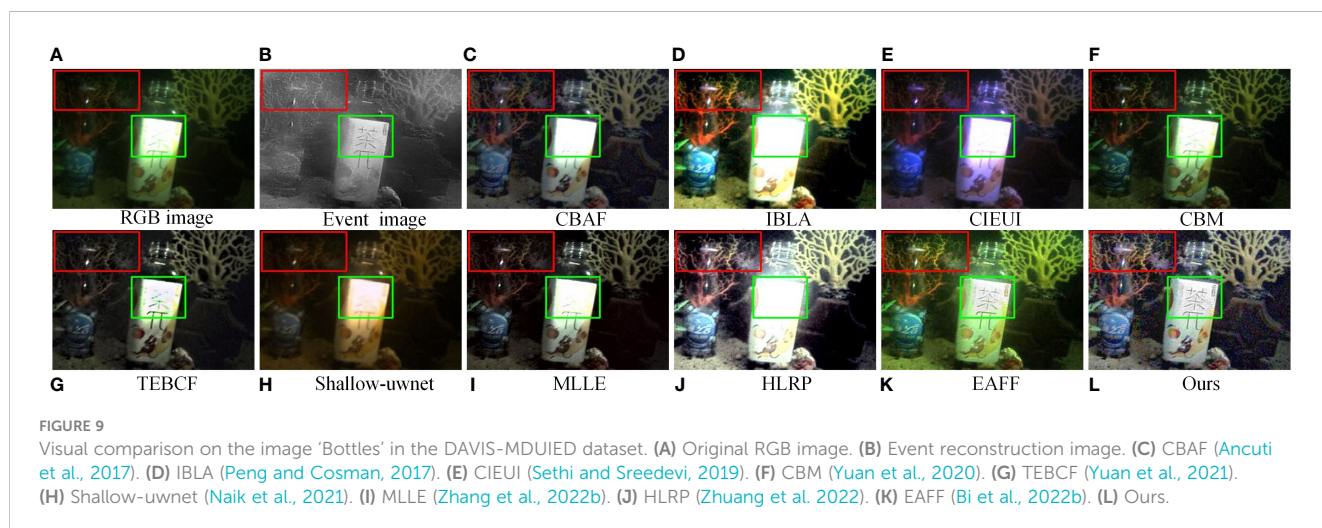 A B C D E F
RGB image Event image CBAF IBLA CIEUI CBM
茶π
G TEBCF H Shallow-uwnet I MLLE J HLRP K EAFF L Ours
FIGURE 9
Visual comparison on the image ‘Bottles’ in the DAVIS-MDUIED dataset. (A) Original RGB image. (B) Event reconstruction image. (C) CBAF (Ancuti
et al., 2017). (D) IBLA (Peng and Cosman, 2017). (E) CIEUI (Sethi and Sreedevi, 2019). (F) CBM (Yuan et al., 2020). (G) TEBCF (Yuan et al., 2021).
(H) Shallow-uwnet (Naik et al., 2021). (I) MLLE (Zhang et al., 2022b). (J) HLRP (Zhuang et al. 2022). (K) EAFF (Bi et al., 2022b). (L) Ours.